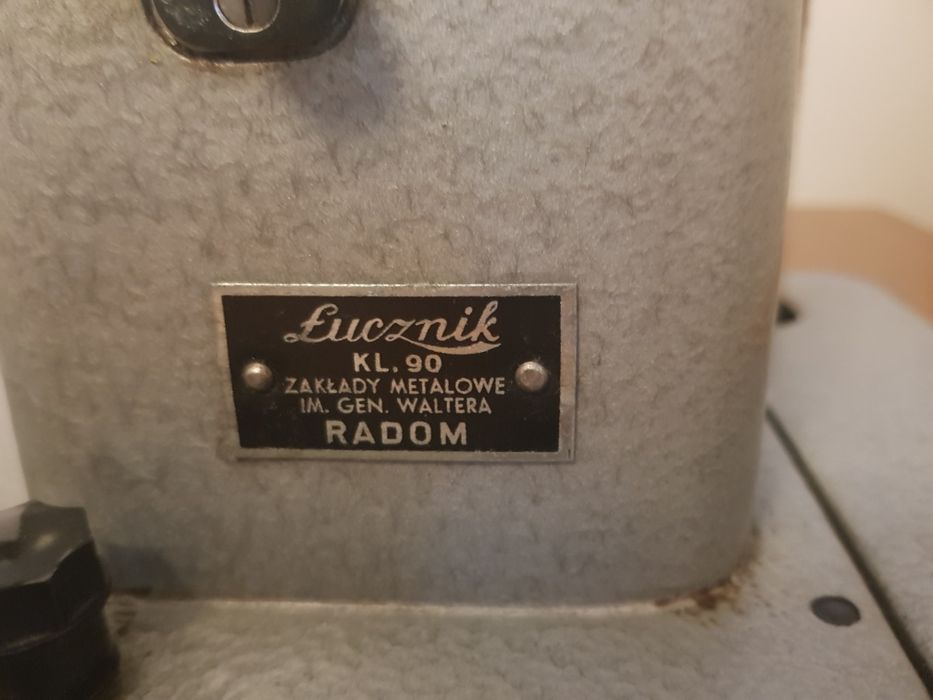 Łucznik
KL. 90
ZAKŁADY METALOWE
IM. GEN. WALTERA
RADOM